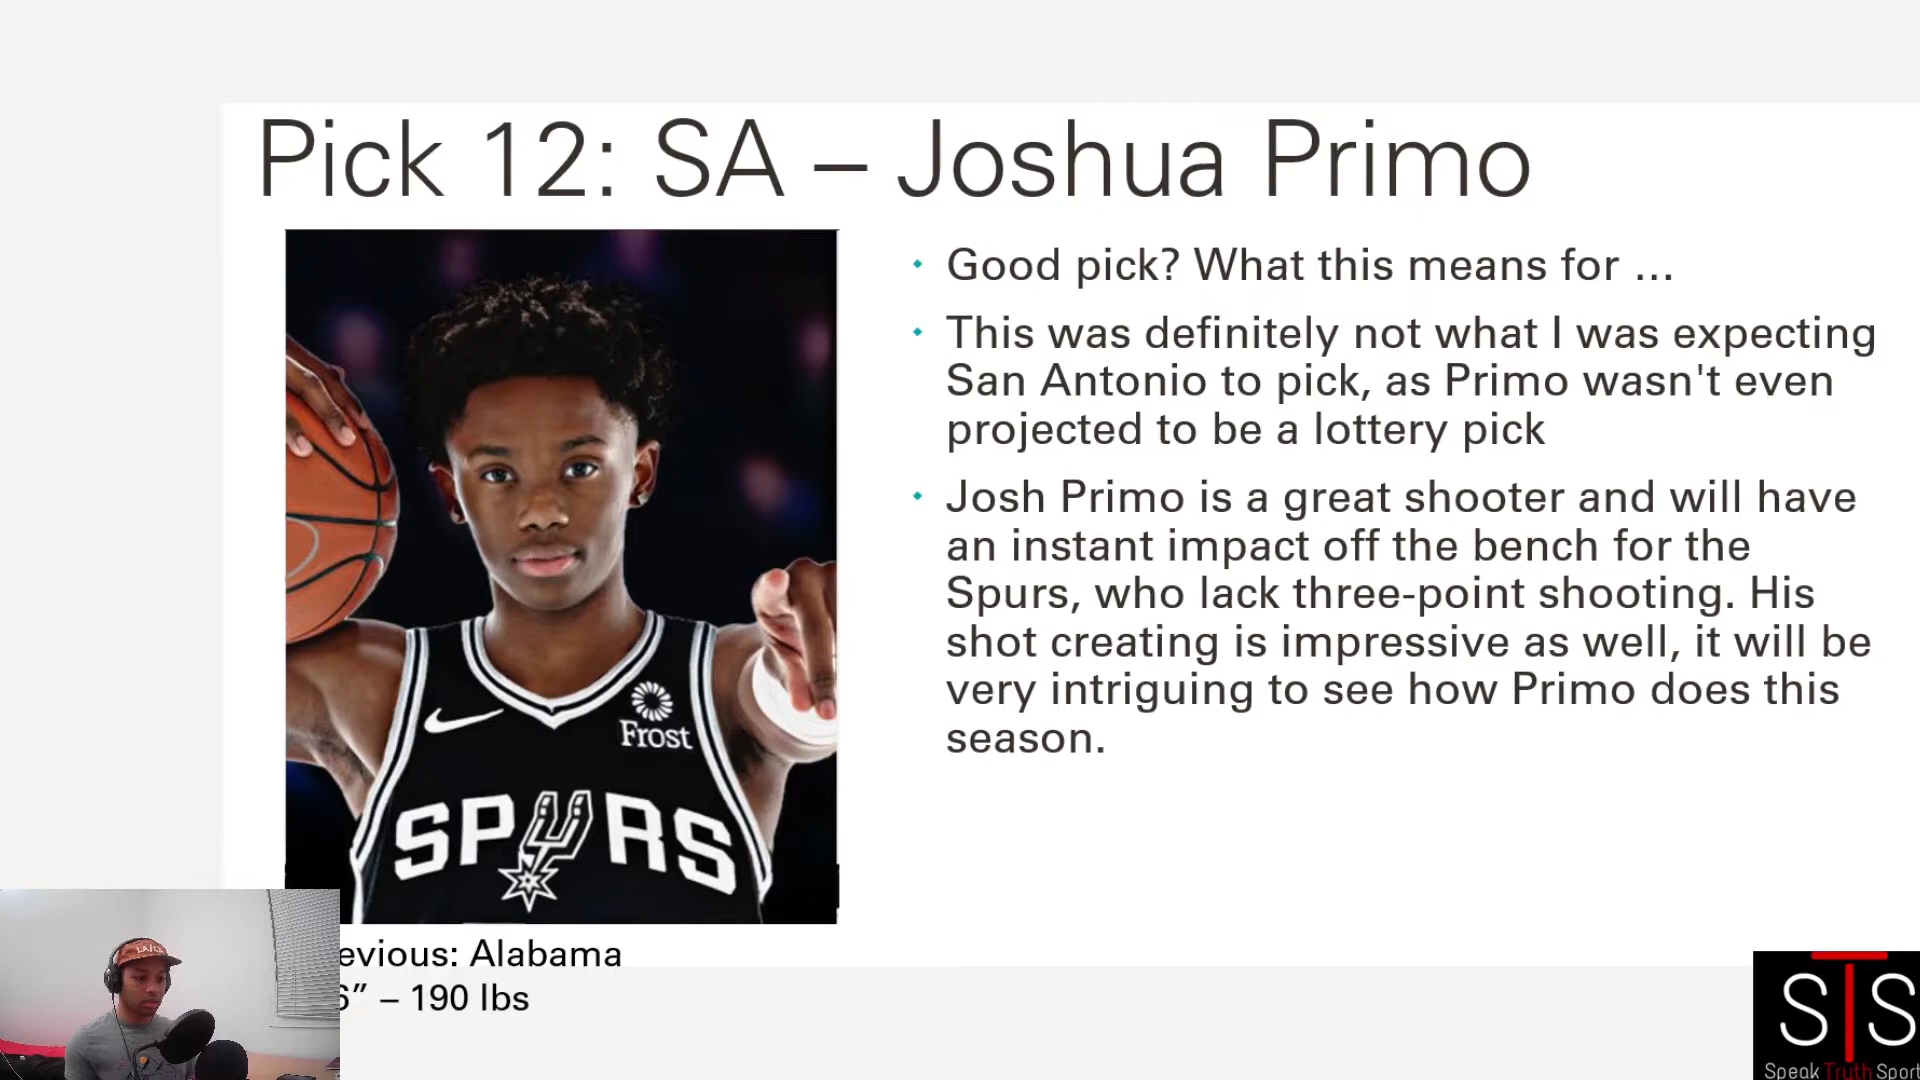 Pick 12: SA – Joshua Primo
Good pick? What this means for ...
This was definitely not what I was expecting
San Antonio to pick, as Primo wasn't even
projected to be a lottery pick
Josh Primo is a great shooter and will have
an instant impact off the bench for the
Spurs, who lack three-point shooting. His
shot creating is impressive as well, it will be
very intriguing to see how Primo does this
season.
Frost
SPURS
evious: Alabama
6” – 190 lbs
STS
Speak Truth Sport